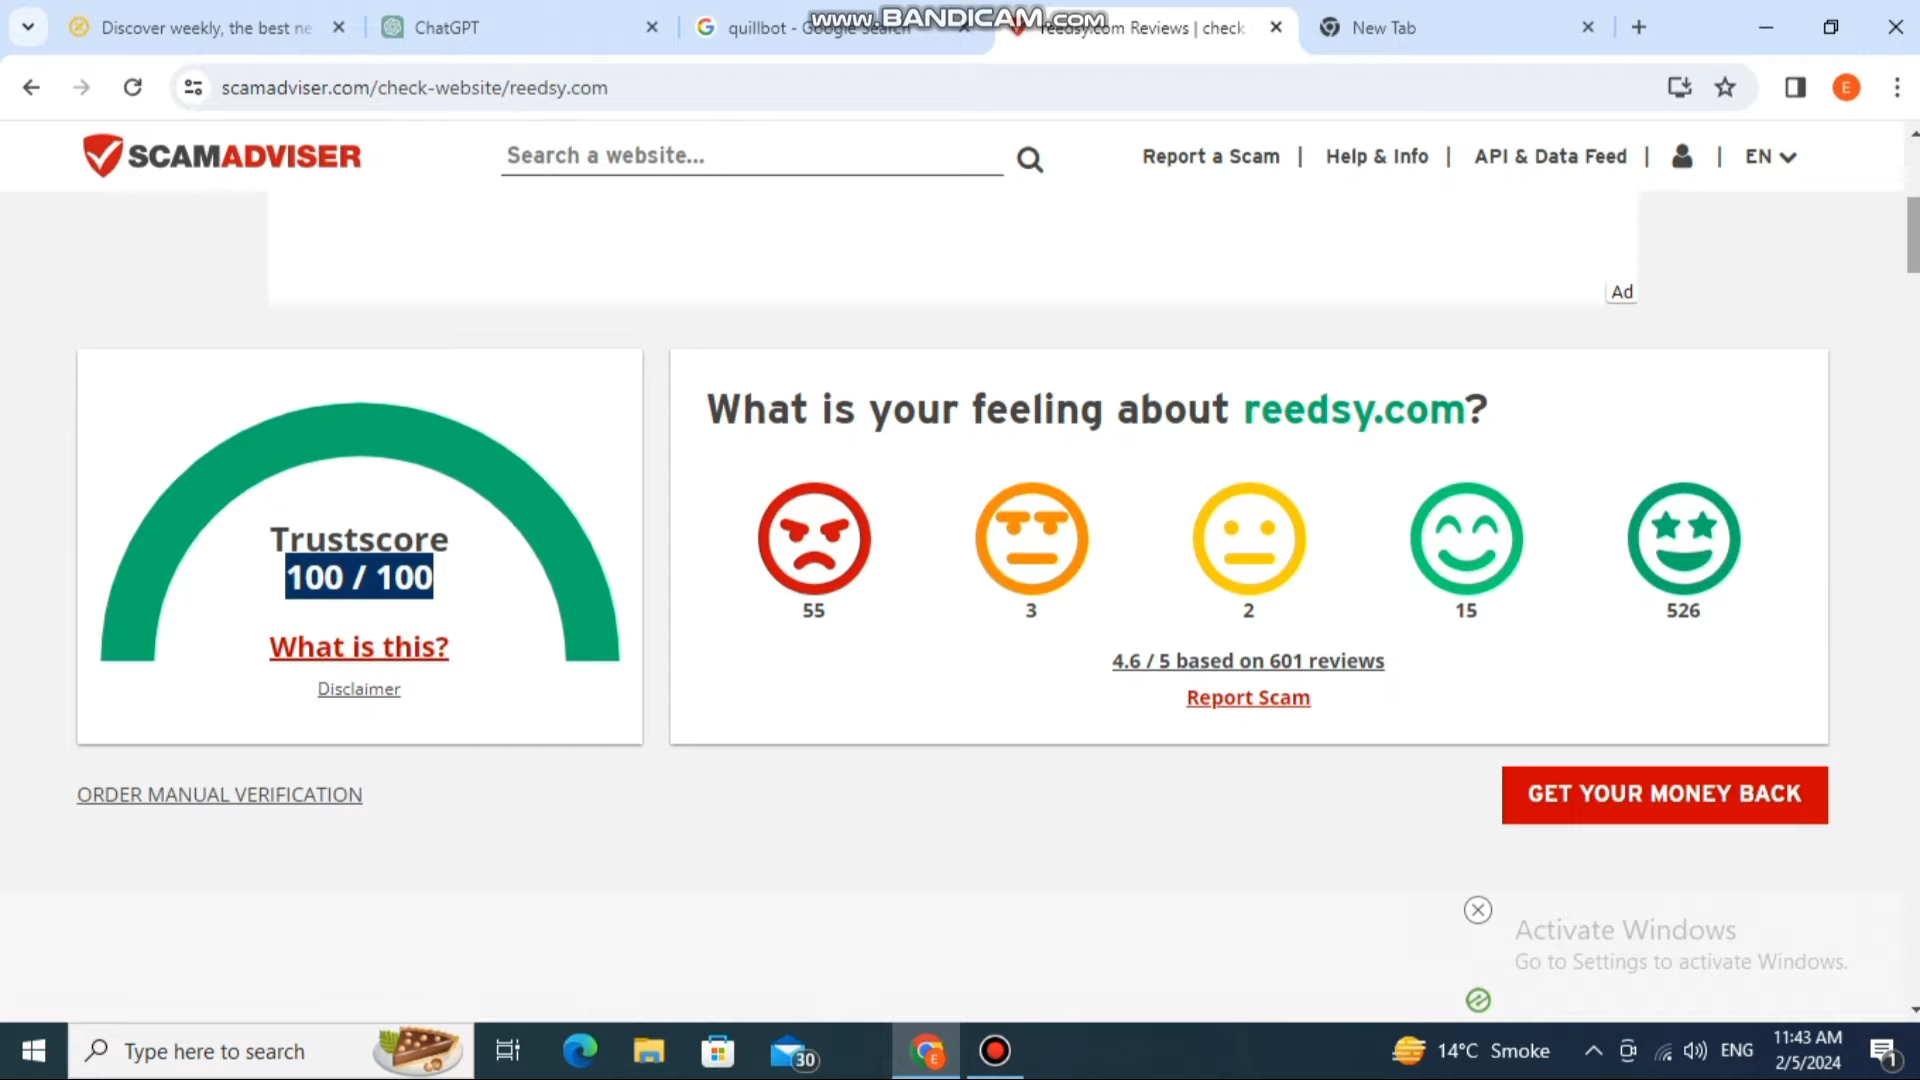 Discover weekly, the best ne
ChatGPT
quillbot - Google Search
www.BANDICAM.com
reedsy.com Reviews | check
New Tab
scamadviser.com/check-website/reedsy.com
E
SCAMADVISER
Search a website...
Report a Scam | Help & Info | API & Data Feed | | EN
Ad
Trustscore
100 / 100
What is this?
Disclaimer
What is your feeling about reedsy.com?
55
3
2
15
526
4.6 / 5 based on 601 reviews
Report Scam
ORDER MANUAL VERIFICATION
GET YOUR MONEY BACK
Activate Windows
Go to Settings to activate Windows.
Type here to search
30
E
14°C Smoke
ENG
11:43 AM
2/5/2024
1